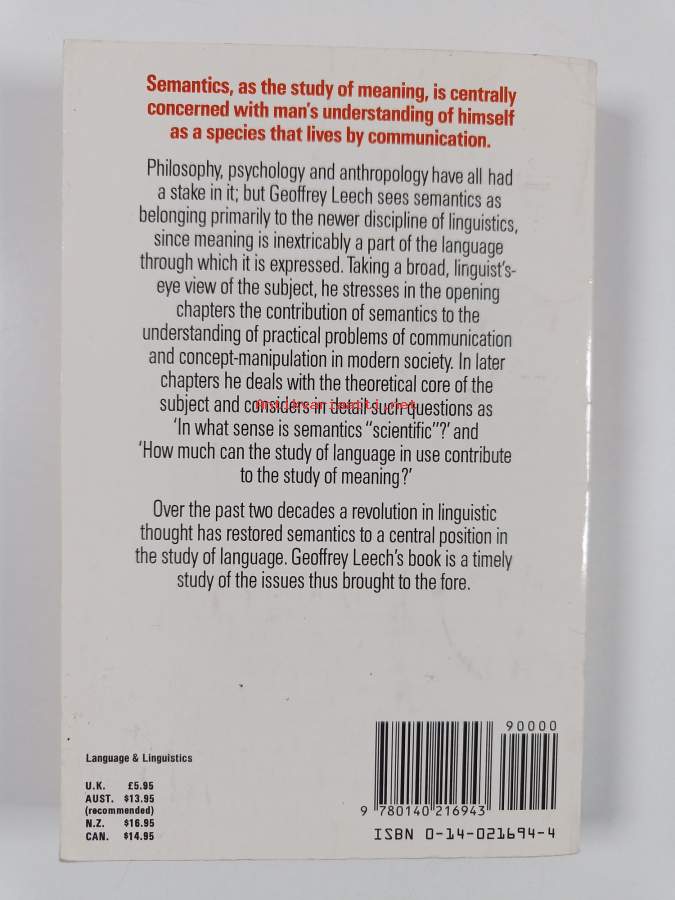 Semantics, as the study of meaning, is centrally
concerned with man's understanding of himself
as a species that lives by communication.
Philosophy, psychology and anthropology have all had
a stake in it; but Geoffrey Leech sees semantics as
belonging primarily to the newer discipline of linguistics,
since meaning is inextricably a part of the language
through which it is expressed. Taking a broad, linguist's-
eye view of the subject, he stresses in the opening
chapters the contribution of semantics to the
understanding of practical problems of communication
and concept-manipulation in modern society. In later
chapters he deals with the theoretical core of the
subject and considers in detail such questions as
'In what sense is semantics "scientific"?' and
'How much can the study of language in use contribute
to the study of meaning?'
Over the past two decades a revolution in linguistic
thought has restored semantics to a central position in
the study of language. Geoffrey Leech's book is a timely
study of the issues thus brought to the fore.
Language & Linguistics
U.K. £5.95
AUST. $13.95
(recommended)
N.Z. $16.95
CAN. $14.95
90000
9 780140 216943
ISBN 0-14-021694-4